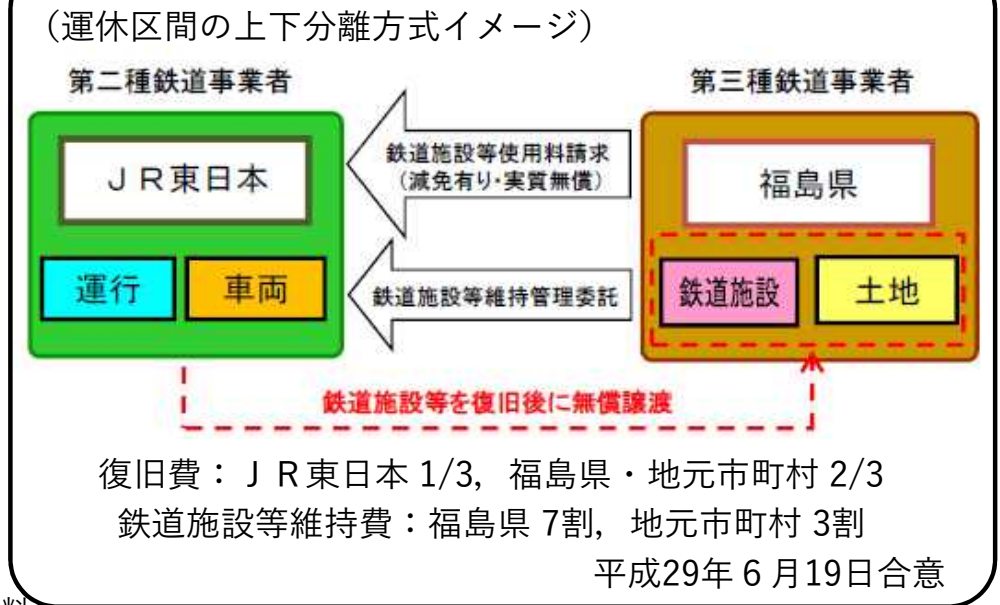 （運休区間の上下分離方式イメージ）
第二種鉄道事業者
第三種鉄道事業者
ＪＲ東日本
運行
車両
鉄道施設等使用料請求
（減免有り・実質無償）
鉄道施設等維持管理委託
福島県
鉄道施設
土地
鉄道施設等を復旧後に無償譲渡
復旧費：ＪＲ東日本 1/3，福島県・地元市町村 2/3
鉄道施設等維持費：福島県 7割，地元市町村 3割
平成29年６月19日合意